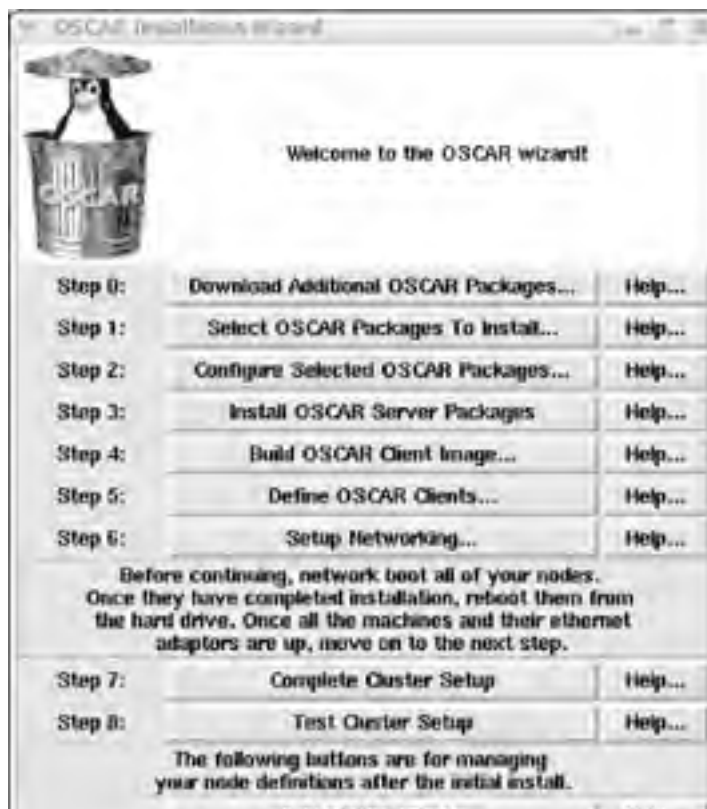 OSCAR Installation Wizard
OSCAR
Welcome to the OSCAR wizard!
Step 0: Download Additional OSCAR Packages... Help...
Step 1: Select OSCAR Packages To Install... Help...
Step 2: Configure Selected OSCAR Packages... Help...
Step 3: Install OSCAR Server Packages Help...
Step 4: Build OSCAR Client Image... Help...
Step 5: Define OSCAR Clients... Help...
Step 6: Setup Networking... Help...
Before continuing, network boot all of your nodes.
Once they have completed installation, reboot them from
the hard drive. Once all the machines and their ethernet
adaptors are up, move on to the next step.
Step 7: Complete Cluster Setup Help...
Step 8: Test Cluster Setup Help...
The following buttons are for managing
your node definitions after the initial install.